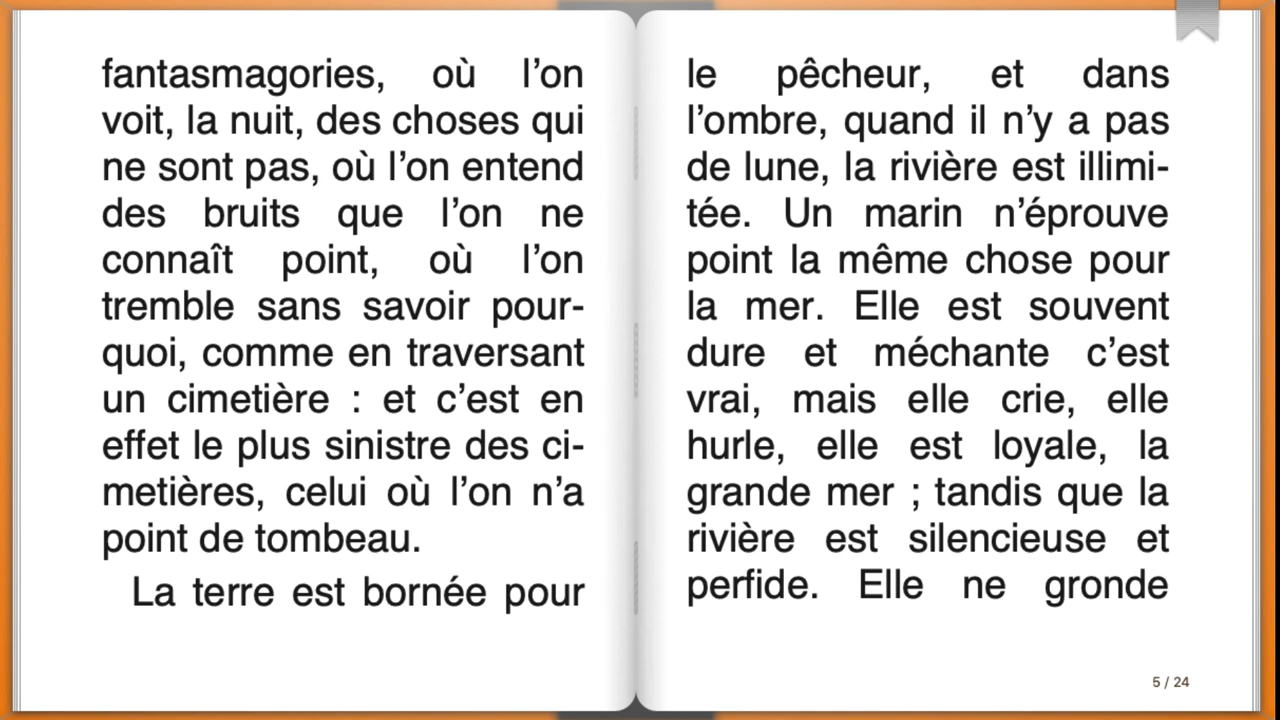 fantasmagories, où l’on
voit, la nuit, des choses qui
ne sont pas, où l’on entend
des bruits que l’on ne
connaît point, où l’on
tremble sans savoir pour-
quoi, comme en traversant
un cimetière : et c’est en
effet le plus sinistre des ci-
metières, celui où l’on n’a
point de tombeau.
La terre est bornée pour
le pêcheur, et dans
l’ombre, quand il n’y a pas
de lune, la rivière est illimi-
tée. Un marin n’éprouve
point la même chose pour
la mer. Elle est souvent
dure et méchante c’est
vrai, mais elle crie, elle
hurle, elle est loyale, la
grande mer ; tandis que la
rivière est silencieuse et
perfide. Elle ne gronde
5 / 24